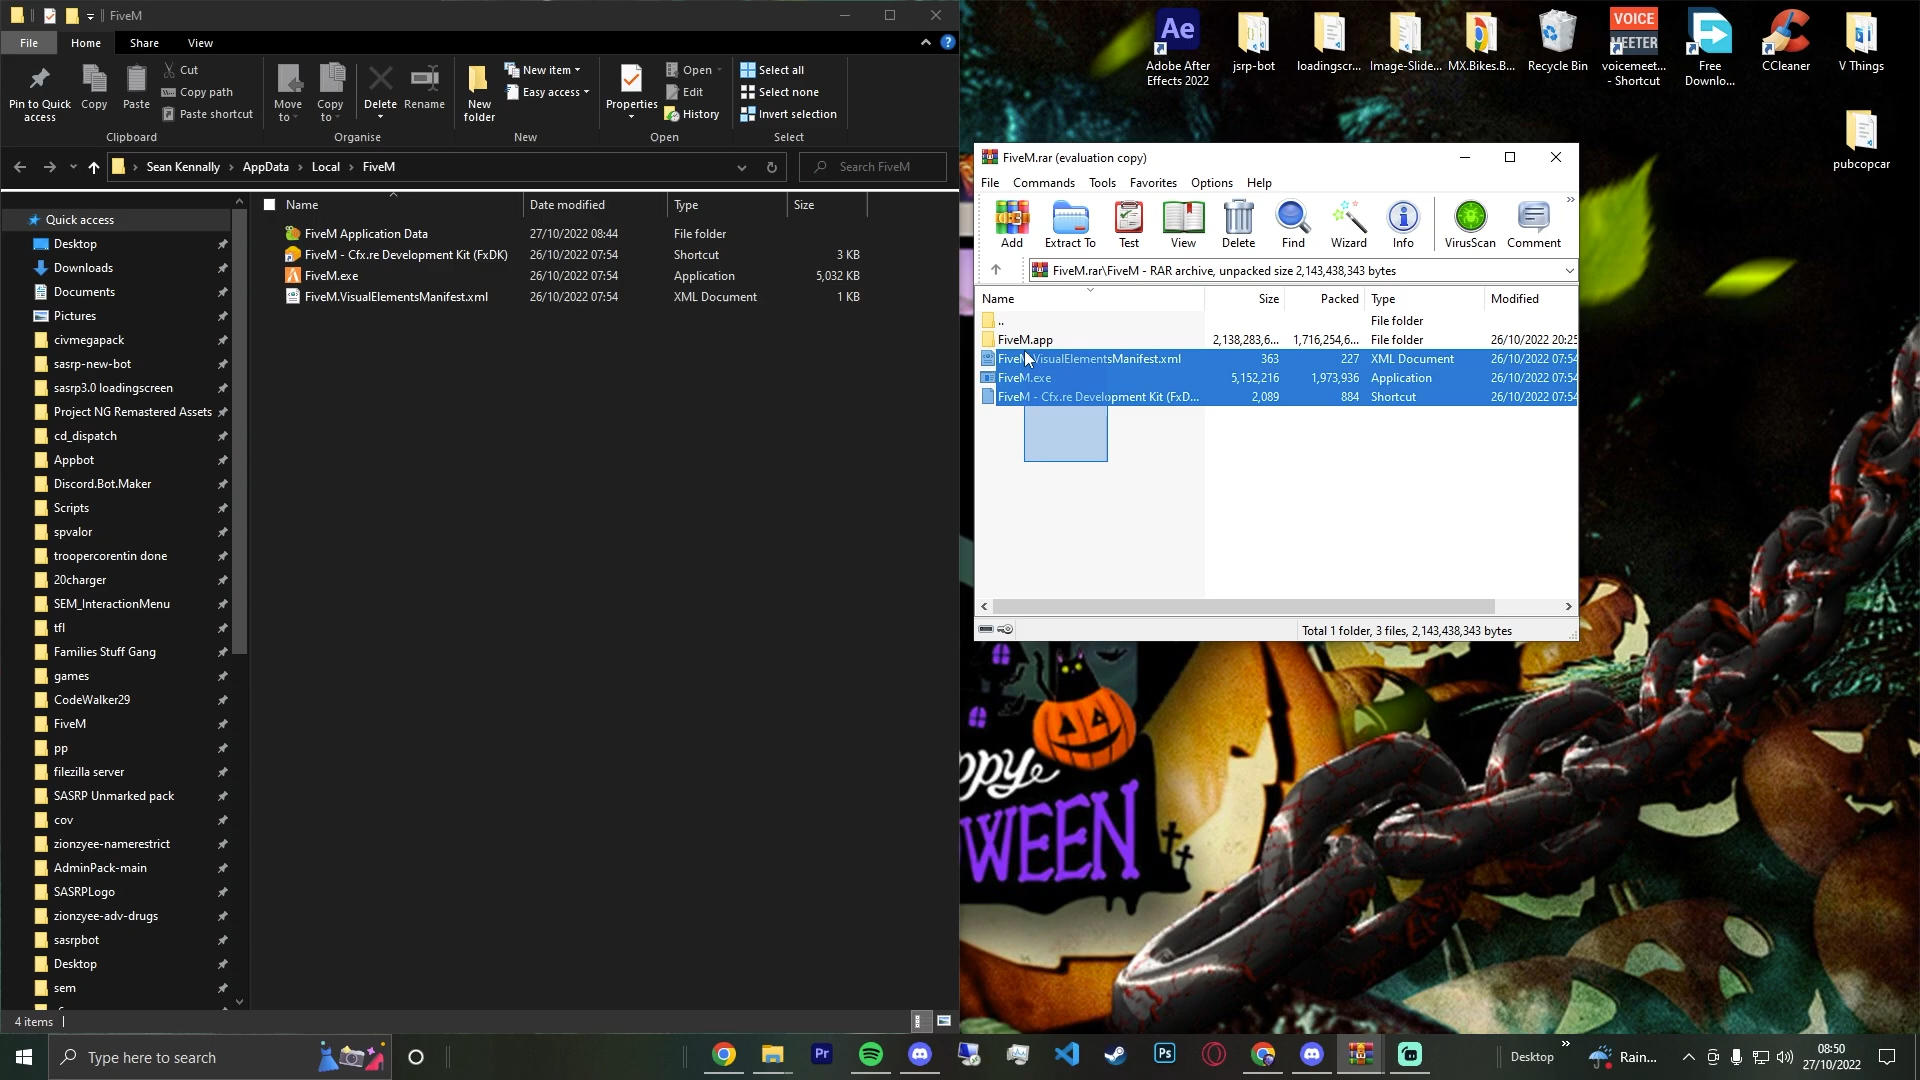 FiveM
File Home Share View
Pin to Quick access
Copy
Paste
Cut
Copy path
Paste shortcut
Clipboard
Move to
Copy to
Delete
Rename
Organise
New folder
New item
Easy access
New
Properties
Open
Edit
History
Open
Select all
Select none
Invert selection
Select
Sean Kennally › AppData › Local › FiveM
Search FiveM
Name Date modified Type Size
FiveM Application Data 27/10/2022 08:44 File folder
FiveM - Cfx.re Development Kit (FxDK) 26/10/2022 07:54 Shortcut 3 KB
FiveM.exe 26/10/2022 07:54 Application 5,032 KB
FiveM.VisualElementsManifest.xml 26/10/2022 07:54 XML Document 1 KB
Quick access
Desktop
Downloads
Documents
Pictures
civmegapack
sasrp-new-bot
sasrp3.0 loadingscreen
Project NG Remastered Assets
cd_dispatch
Appbot
Discord.Bot.Maker
Scripts
spvalor
troopercorentin done
20charger
SEM_InteractionMenu
tfl
Families Stuff Gang
games
CodeWalker29
FiveM
pp
filezilla server
SASRP Unmarked pack
cov
zionzyee-namerestrict
AdminPack-main
SASRPLogo
zionzyee-adv-drugs
sasrpbot
Desktop
sem
4 items
Ae
Adobe After Effects 2022
jsrp-bot
loadingscr...
Image-Slide...
MX.Bikes.B...
Recycle Bin
VOICE MEETER
voicemeet... - Shortcut
Free Downlo...
CCleaner
V Things
pubcopcar
FiveM.rar (evaluation copy)
File Commands Tools Favorites Options Help
Add Extract To Test View Delete Find Wizard Info VirusScan Comment
FiveM.rar\FiveM - RAR archive, unpacked size 2,143,438,343 bytes
Name Size Packed Type Modified
.. File folder
FiveM.app 2,138,283,6... 1,716,254,6... File folder 26/10/2022 20:25
FiveM.VisualElementsManifest.xml 363 227 XML Document 26/10/2022 07:54
FiveM.exe 5,152,216 1,973,936 Application 26/10/2022 07:54
FiveM - Cfx.re Development Kit (FxD... 2,089 884 Shortcut 26/10/2022 07:54
Total 1 folder, 3 files, 2,143,438,343 bytes
ppy
WEEN
Type here to search
Pr
Ps
Desktop
Rain...
08:50
27/10/2022